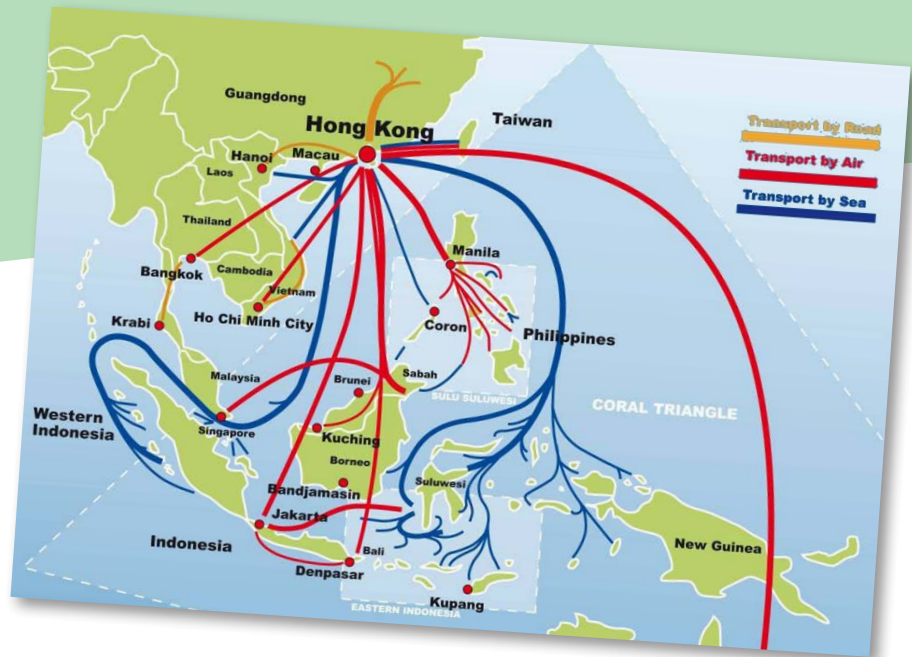 Guangdong
Hong Kong
Taiwan
Transport by Road
Transport by Air
Transport by Sea
Hanoi
Macau
Laos
Thailand
Manila
Bangkok
Cambodia
Vietnam
Krabi
Ho Chi Minh City
Coron
Philippines
Malaysia
Brunei
Sabah
SULU SULUWESI
CORAL TRIANGLE
Western
Indonesia
Singapore
Kuching
Borneo
Suluwesi
Bandjamasin
Jakarta
Indonesia
Bali
New Guinea
Denpasar
Kupang
EASTERN INDONESIA